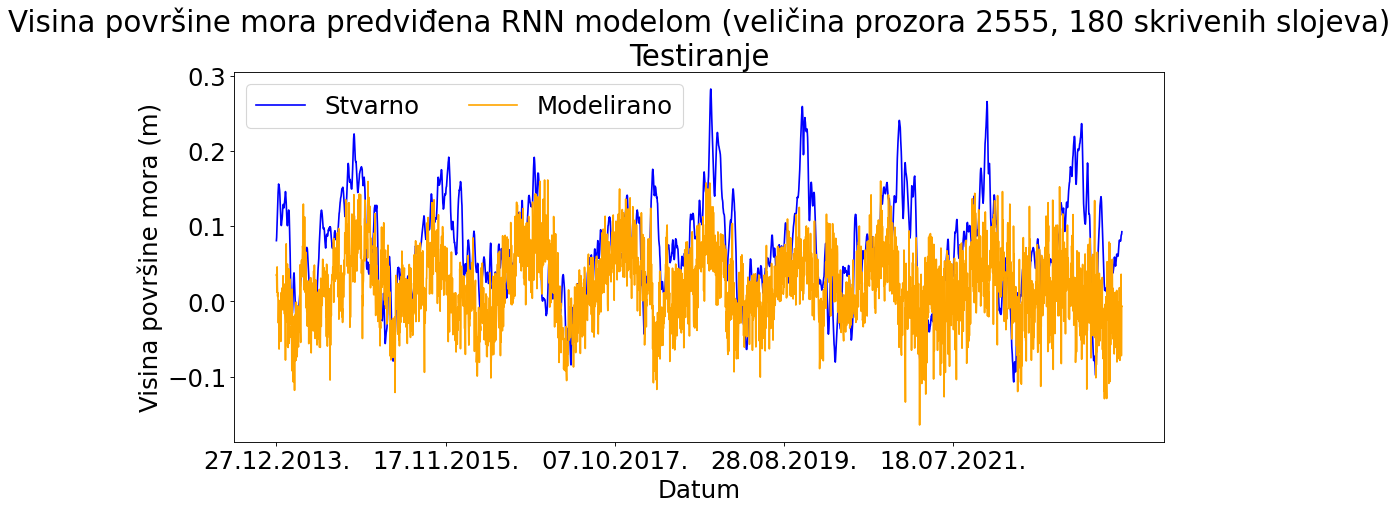 Visina površine mora predviđena RNN modelom (veličina prozora 2555, 180 skrivenih slojeva)
Testiranje
Stvarno
Modelirano
Visina površine mora (m)
0.3
0.2
0.1
0.0
−0.1
27.12.2013.
17.11.2015.
07.10.2017.
28.08.2019.
18.07.2021.
Datum